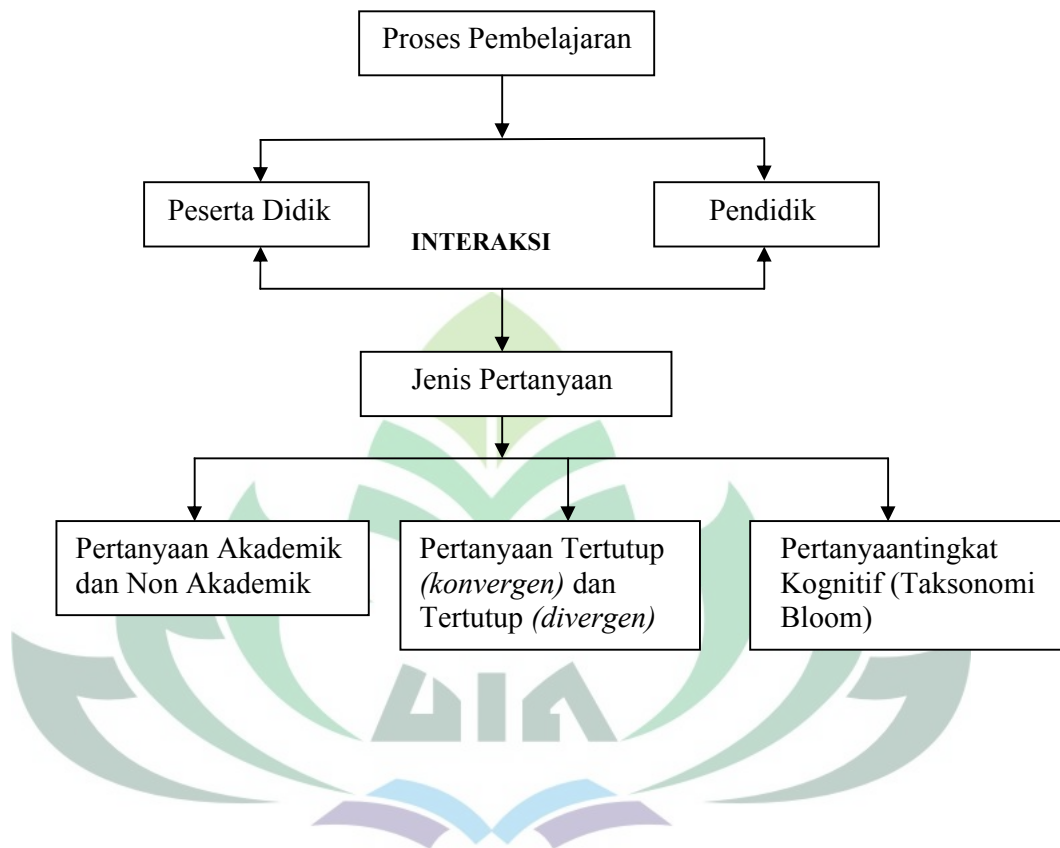 Proses Pembelajaran
Peserta Didik
Pendidik
INTERAKSI
Jenis Pertanyaan
Pertanyaan Akademik
dan Non Akademik
Pertanyaan Tertutup
(konvergen) dan
Tertutup (divergen)
Pertanyaantingkat
Kognitif (Taksonomi
Bloom)
UIN